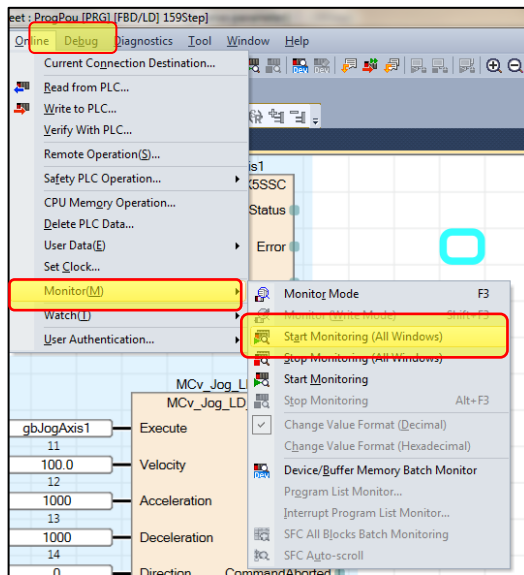 eet : ProgPou [PRG] [FBD/LD] 159Step]
Online Debug Diagnostics Tool Window Help
Current Connection Destination...
Read from PLC...
Write to PLC...
Verify With PLC...
Remote Operation(S)...
Safety PLC Operation...
CPU Memory Operation...
Delete PLC Data...
User Data(E)
Set Clock...
Monitor(M)
Watch(T)
User Authentication...
Monitor Mode F3
Monitor (Write Mode) Shift+F3
Start Monitoring (All Windows)
Stop Monitoring (All Windows)
Start Monitoring
Stop Monitoring Alt+F3
Change Value Format (Decimal)
Change Value Format (Hexadecimal)
Device/Buffer Memory Batch Monitor
Program List Monitor...
Interrupt Program List Monitor...
SFC All Blocks Batch Monitoring
SFC Auto-scroll
is1
X5SSC
Status
Error
MCv_Jog_L
MCv_Jog_LD
gbJogAxis1 Execute
11
100.0 Velocity
12
1000 Acceleration
13
1000 Deceleration
14
0 Direction CommandAborted